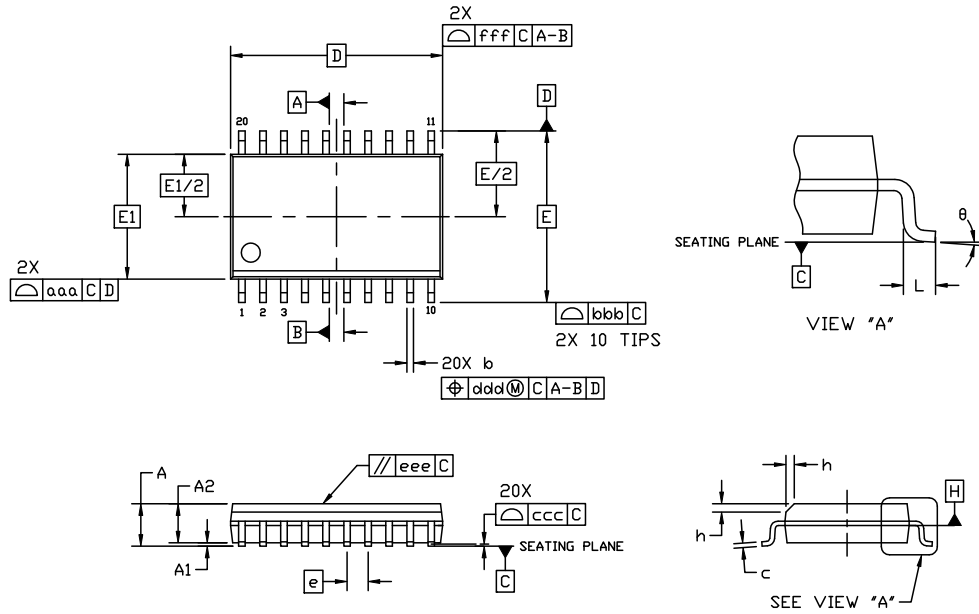 2X
⌓ fff C A-B
D
A
D
20
11
E1/2
E/2
E1
E
2X
⌓ aaa C D
1 2 3
10
B
⌓ bbb C
2X 10 TIPS
20X b
⌖ ddd Ⓜ C A-B D
θ
SEATING PLANE
C
L
VIEW "A"
// eee C
A
A2
20X
⌓ ccc C
SEATING PLANE
A1
e
C
h
H
h
c
SEE VIEW "A"